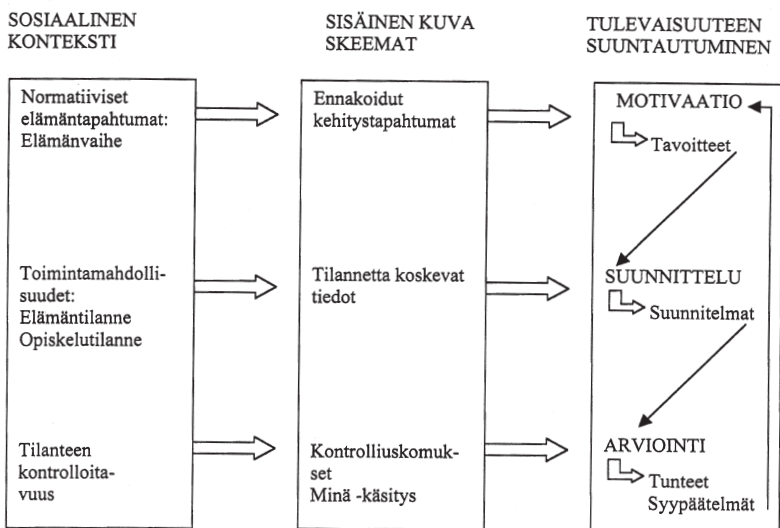 SOSIAALINEN
KONTEKSTI
SISÄINEN KUVA
SKEEMAT
TULEVAISUUTEEN
SUUNTAUTUMINEN
Normatiiviset
elämäntapahtumat:
Elämänvaihe
Ennakoidut
kehitystapahtumat
MOTIVAATIO
Tavoitteet
Toimintamahdolli-
suudet:
Elämäntilanne
Opiskelutilanne
Tilannetta koskevat
tiedot
SUUNNITTELU
Suunnitelmat
Tilanteen
kontrolloita-
vuus
Kontrolliuskomuk-
set
Minä -käsitys
ARVIOINTI
Tunteet
Syypäätelmät